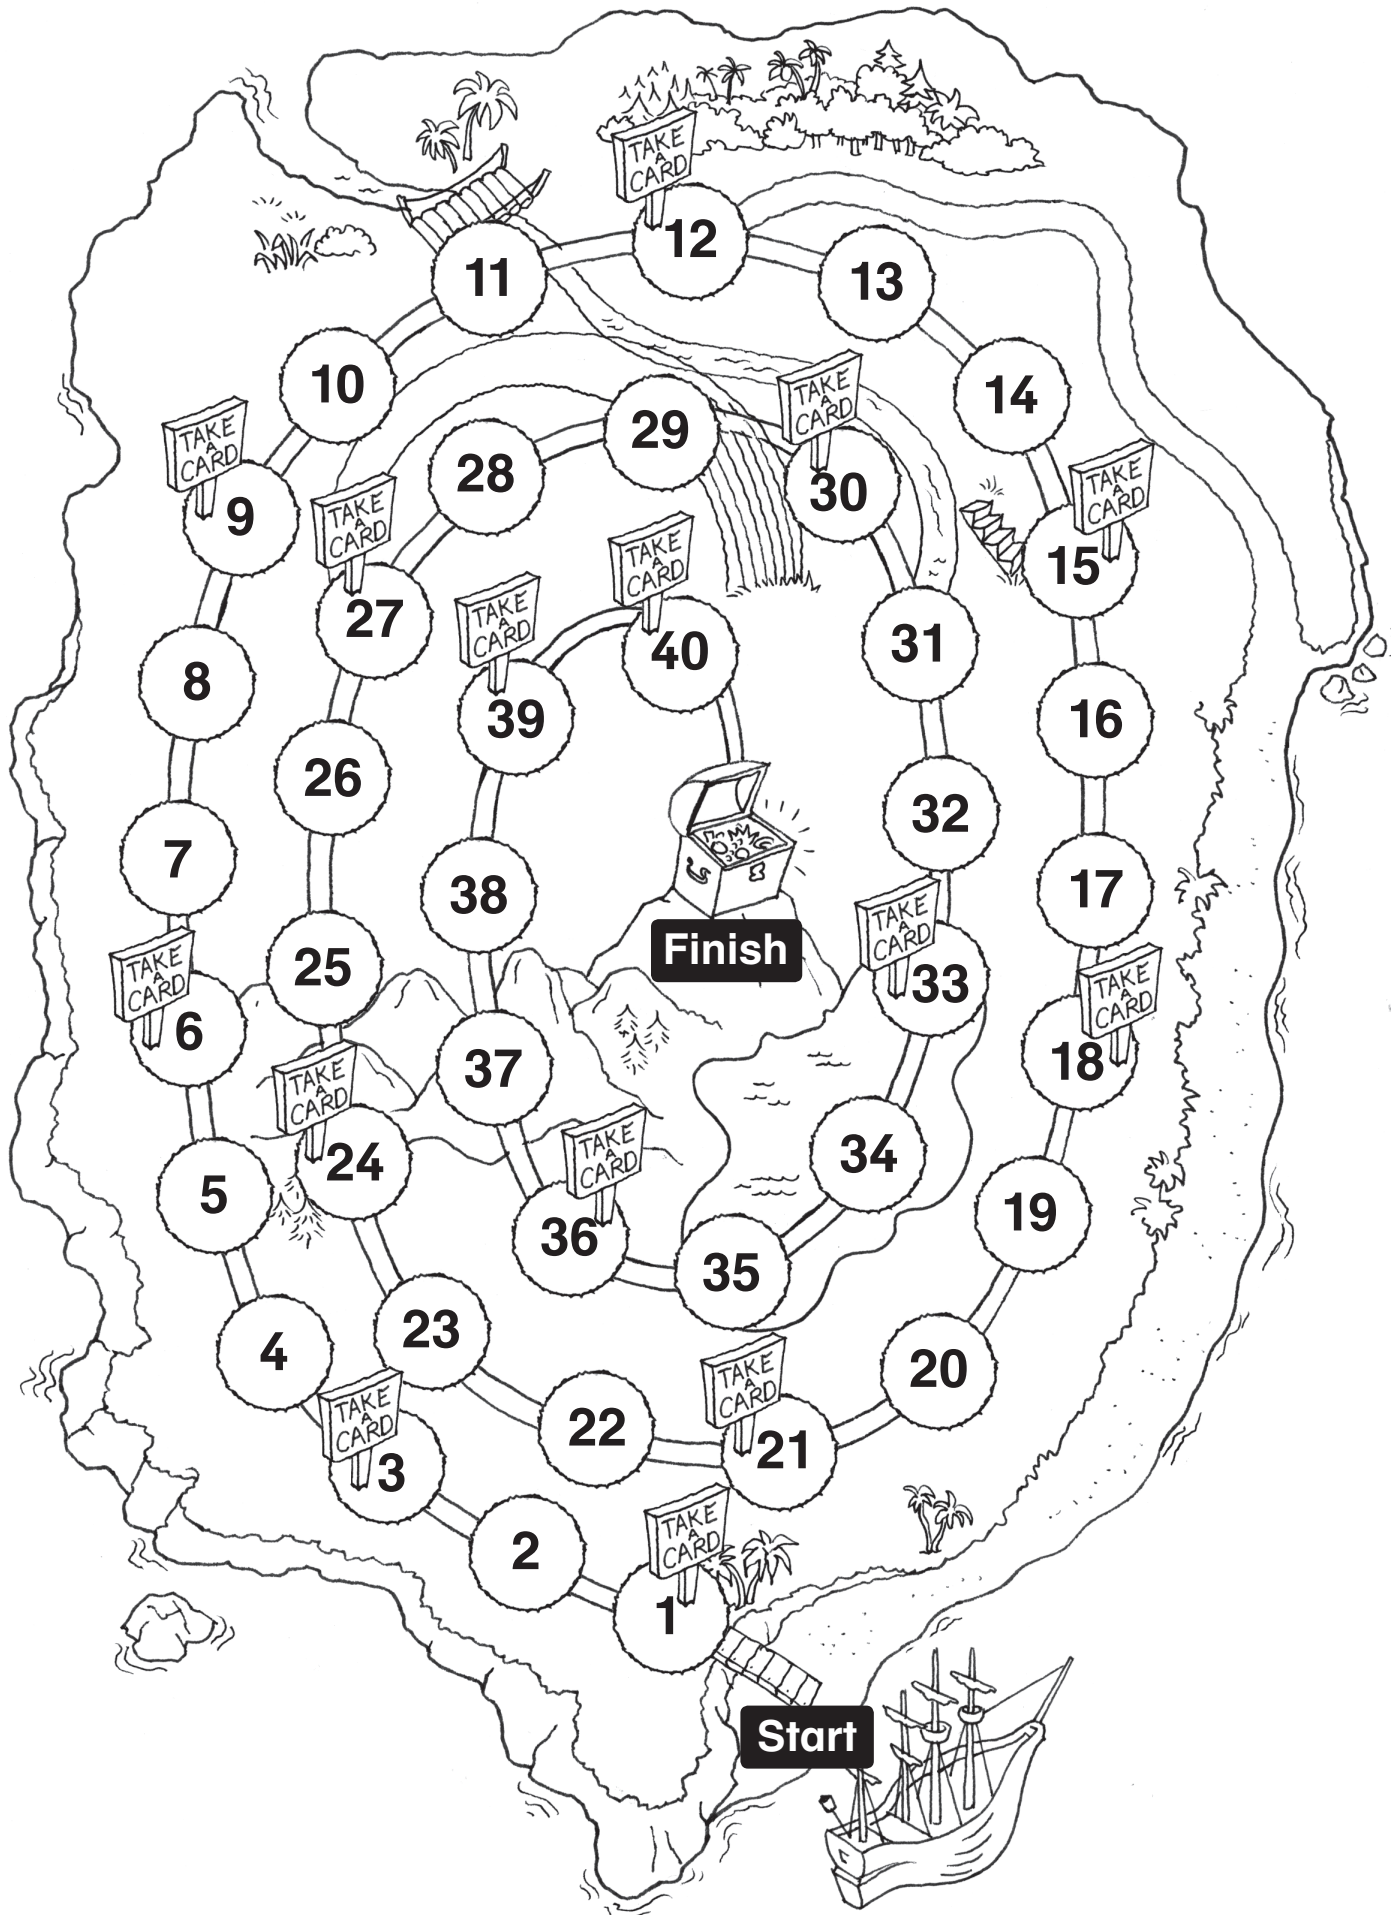 TAKE
A
CARD
12
11
13
10
TAKE
A
CARD
14
TAKE
A
CARD
29
28
30
TAKE
A
CARD
9
TAKE
A
CARD
15
TAKE
A
CARD
27
TAKE
A
CARD
40
TAKE
A
CARD
39
31
8
16
26
32
7
38
17
TAKE
A
CARD
33
Finish
25
TAKE
A
CARD
6
TAKE
A
CARD
18
37
TAKE
A
CARD
24
34
5
TAKE
A
CARD
36
19
35
23
4
20
TAKE
A
CARD
21
22
TAKE
A
CARD
3
2
TAKE
A
CARD
1
Start